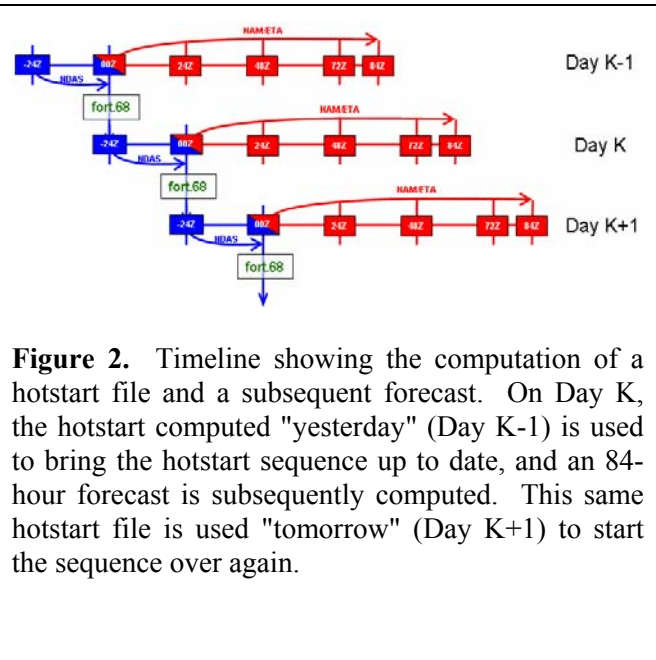 NAM/ETA
-24Z 00Z 24Z 48Z 72Z 84Z Day K-1
NDAS
fort.68
NAM/ETA
-24Z 00Z 24Z 48Z 72Z 84Z Day K
NDAS
fort.68
NAM/ETA
-24Z 00Z 24Z 48Z 72Z 84Z Day K+1
NDAS
fort.68
Figure 2. Timeline showing the computation of a
hotstart file and a subsequent forecast. On Day K,
the hotstart computed "yesterday" (Day K-1) is used
to bring the hotstart sequence up to date, and an 84-
hour forecast is subsequently computed. This same
hotstart file is used "tomorrow" (Day K+1) to start
the sequence over again.